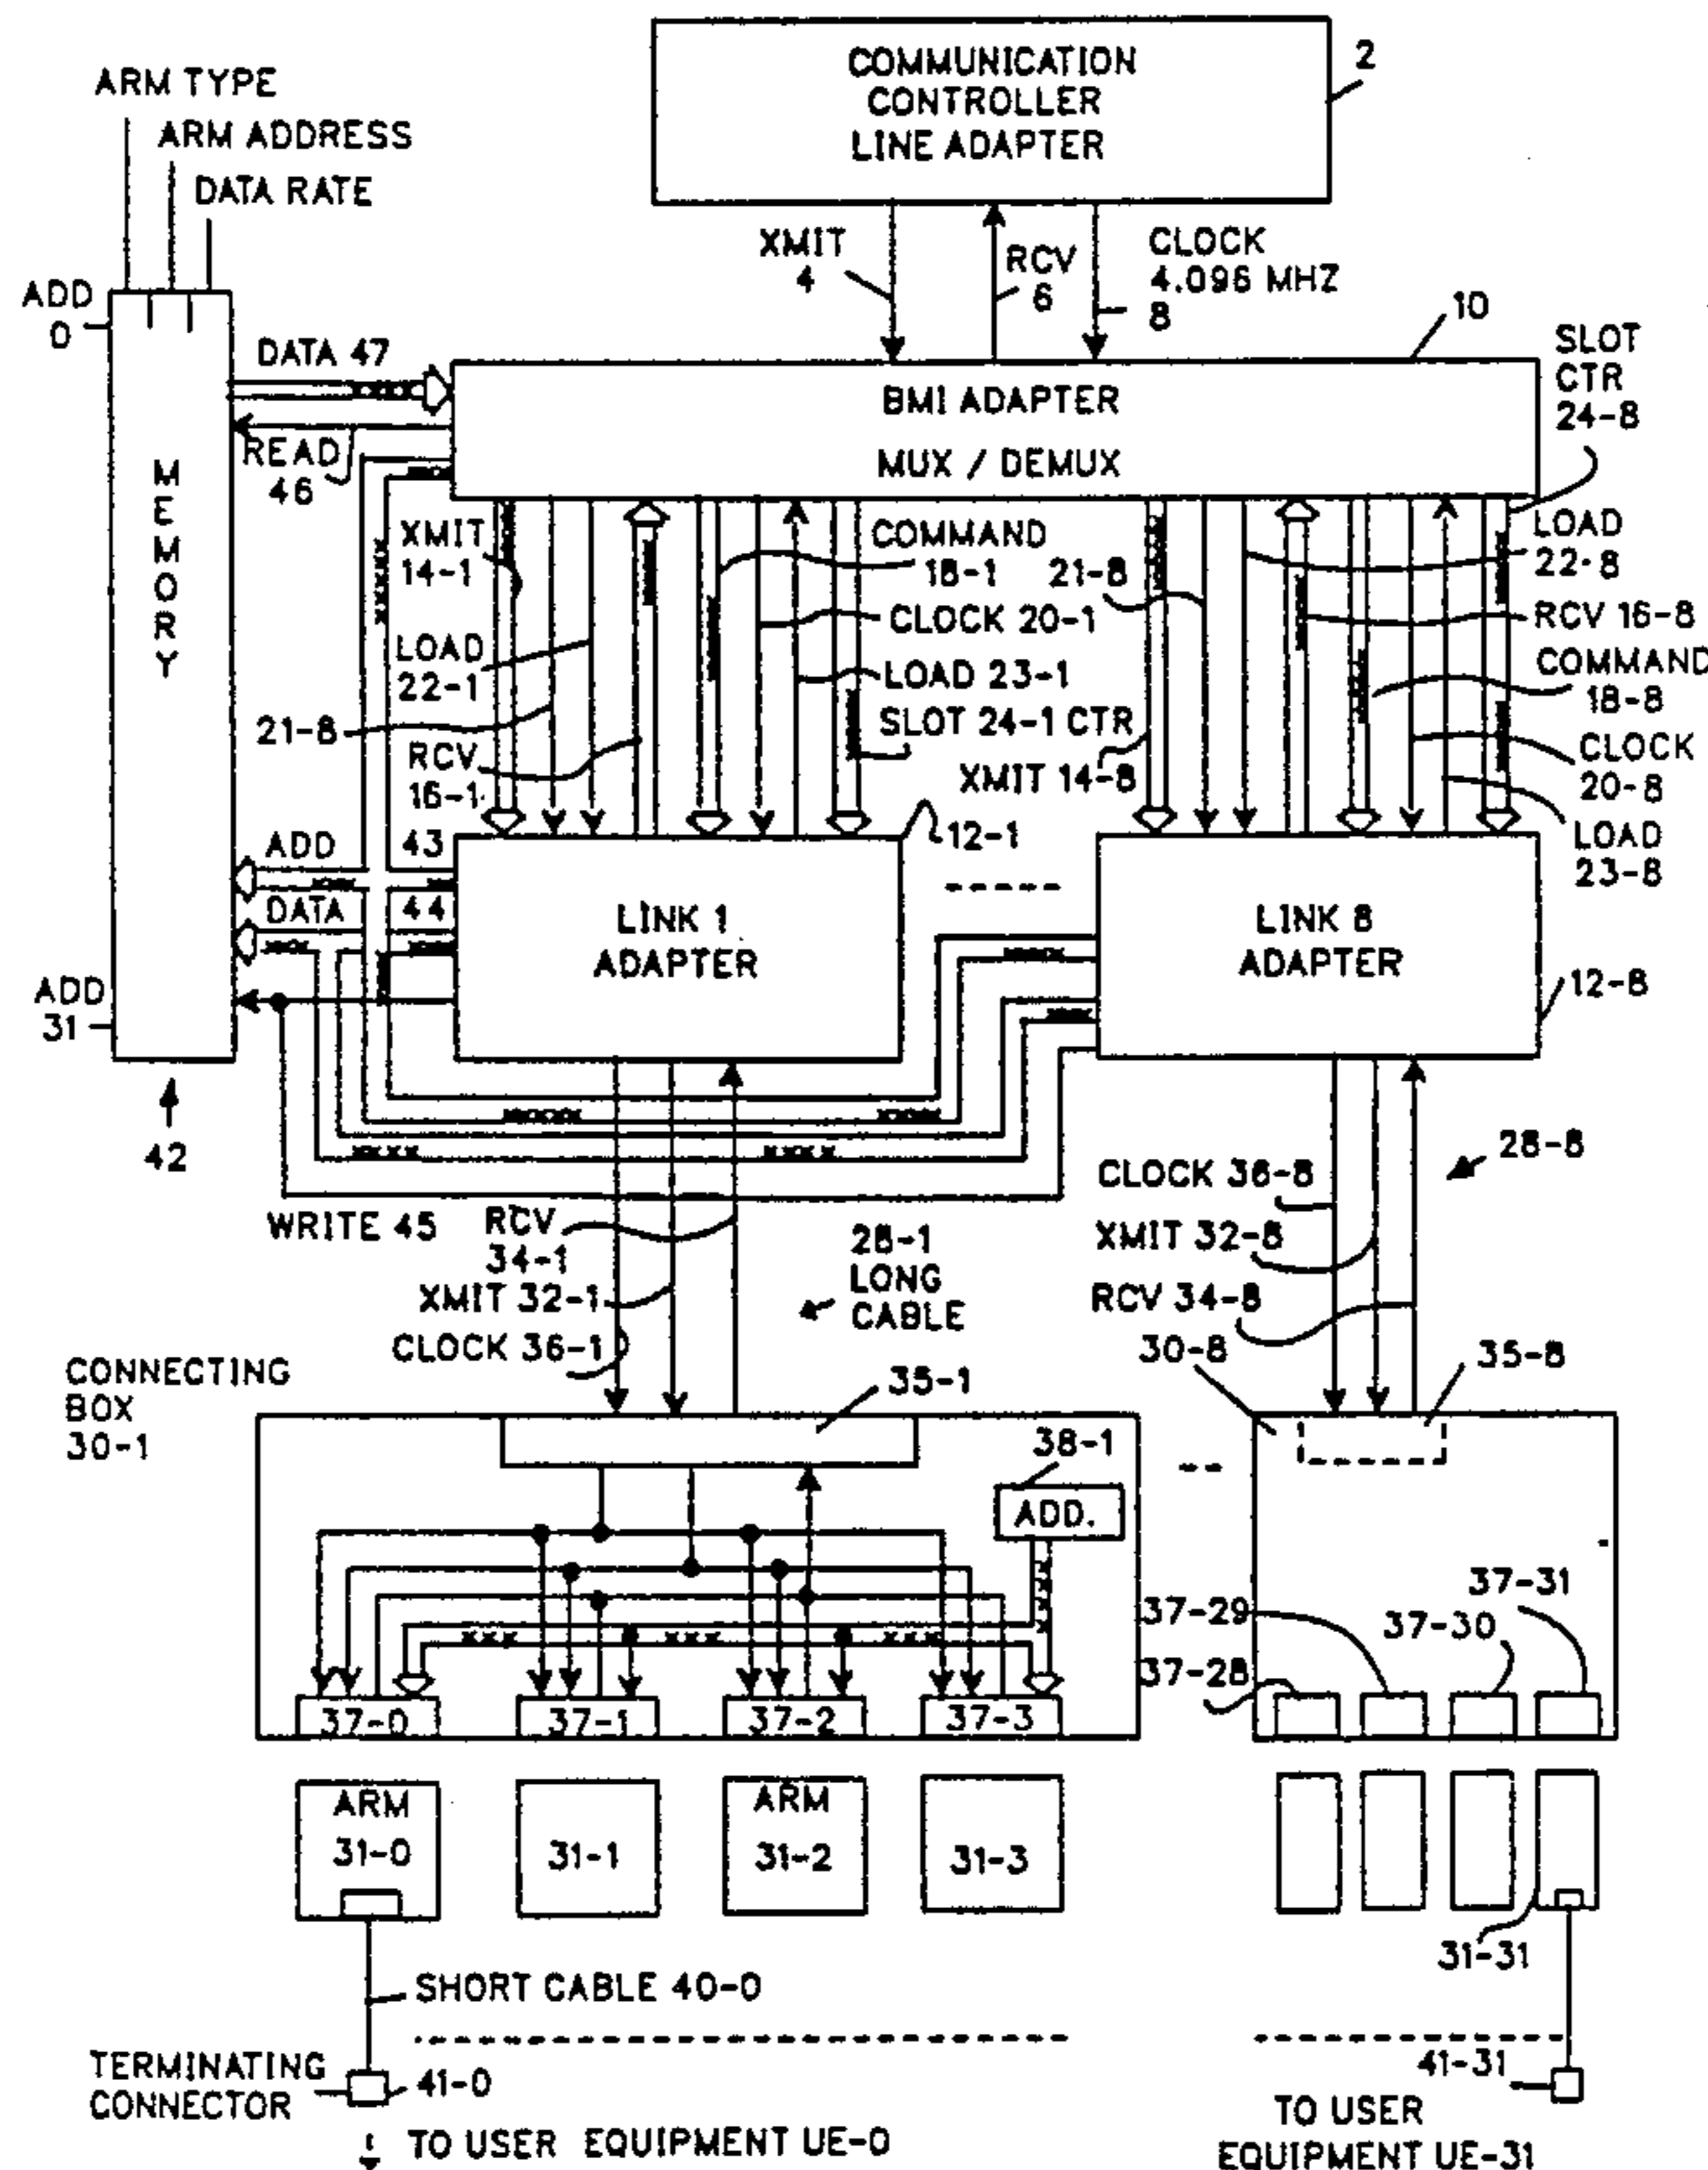 COMMUNICATION
CONTROLLER
LINE ADAPTER
2
ARM TYPE
ARM ADDRESS
DATA RATE
XMIT
4
RCV
6
CLOCK
4.096 MHZ
8
10
SLOT
CTR
24-8
ADD
0
DATA 47
READ
46
BMI ADAPTER
MUX / DEMUX
MEMORY
XMIT
14-1
COMMAND
18-1
21-8
LOAD
22-8
CLOCK 20-1
RCV 16-8
LOAD
22-1
LOAD 23-1
COMMAND
18-8
21-8
SLOT 24-1 CTR
RCV
16-1
XMIT 14-8
CLOCK
20-8
ADD
43
12-1
LOAD
23-8
DATA
44
LINK 1
ADAPTER
LINK 8
ADAPTER
ADD
31
12-8
42
28-8
CLOCK 36-8
WRITE 45
RCV
34-1
28-1
LONG
CABLE
XMIT 32-8
XMIT 32-1
RCV 34-8
CLOCK 36-1
CONNECTING
BOX
30-1
35-1
30-8
35-8
38-1
ADD.
37-29
37-31
37-30
37-28
37-0
37-1
37-2
37-3
ARM
31-0
31-1
ARM
31-2
31-3
31-31
SHORT CABLE 40-0
TERMINATING
CONNECTOR
41-0
41-31
TO USER EQUIPMENT UE-0
TO USER
EQUIPMENT UE-31